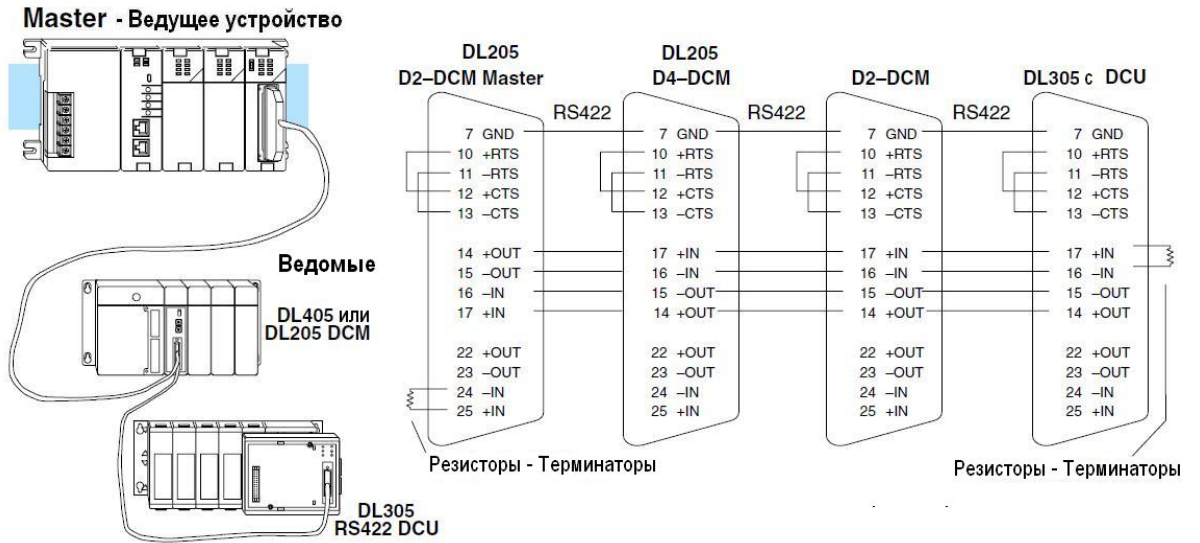 Master - Ведущее устройство
Ведомые
DL405 или
DL205 DCM
DL305
RS422 DCU
DL205
D2–DCM Master
7 GND
10 +RTS
11 –RTS
12 +CTS
13 –CTS
14 +OUT
15 –OUT
16 –IN
17 +IN
22 +OUT
23 –OUT
24 –IN
25 +IN
RS422
DL205
D4–DCM
7 GND
10 +RTS
11 –RTS
12 +CTS
13 –CTS
17 +IN
16 –IN
15 –OUT
14 +OUT
22 +OUT
23 –OUT
24 –IN
25 +IN
RS422
D2–DCM
7 GND
10 +RTS
11 –RTS
12 +CTS
13 –CTS
17 +IN
16 –IN
15 –OUT
14 +OUT
22 +OUT
23 –OUT
24 –IN
25 +IN
RS422
DL305 с DCU
7 GND
10 +RTS
11 –RTS
12 +CTS
13 –CTS
17 +IN
16 –IN
15 –OUT
14 +OUT
22 +OUT
23 –OUT
24 –IN
25 +IN
Резисторы - Терминаторы
Резисторы - Терминаторы